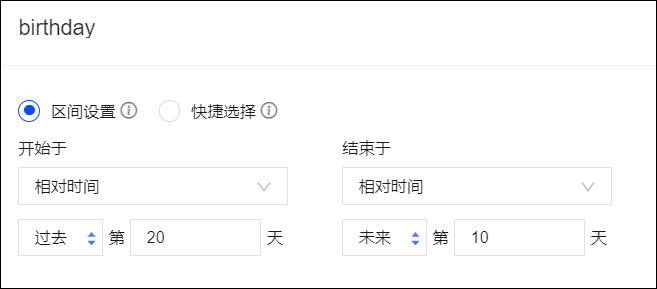 birthday
区间设置 快捷选择
开始于 结束于
相对时间 相对时间
过去 第 20 天 未来 第 10 天